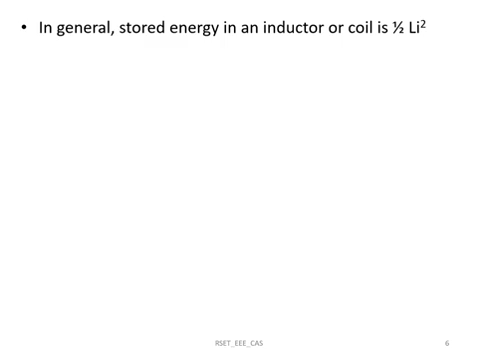 • In general, stored energy in an inductor or coil is ½ Li²
RSET_EEE_CAS
6